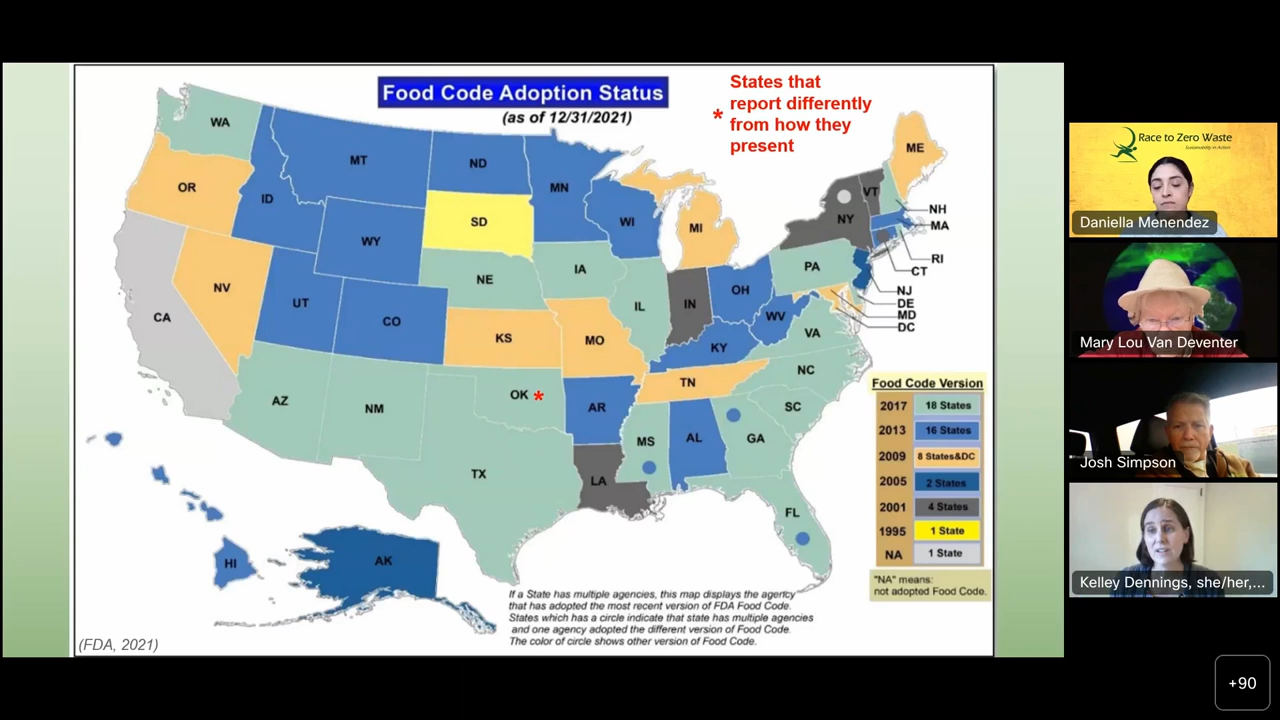 Food Code Adoption Status
(as of 12/31/2021)
* States that
report differently
from how they
present
WA
MT
ND
MN
ME
OR
ID
SD
WI
MI
VT
NY
NH
MA
WY
RI
CT
NV
UT
CO
NE
IA
IL
IN
OH
PA
NJ
DE
MD
DC
CA
KS
MO
KY
WV
VA
AZ
NM
OK *
AR
TN
NC
SC
TX
LA
MS
AL
GA
FL
HI
AK
Food Code Version
2017 18 States
2013 16 States
2009 8 States&DC
2005 2 States
2001 4 States
1995 1 State
NA 1 State
"NA" means:
not adopted Food Code.
If a State has multiple agencies, this map displays the agency
that has adopted the most recent version of FDA Food Code.
States which has a circle indicate that state has multiple agencies
and one agency adopted the different version of Food Code.
The color of circle shows other version of Food Code.
(FDA, 2021)
Race to Zero Waste
Sustainability in Action
Daniella Menendez
Mary Lou Van Deventer
Josh Simpson
Kelley Dennings, she/her,...
+90